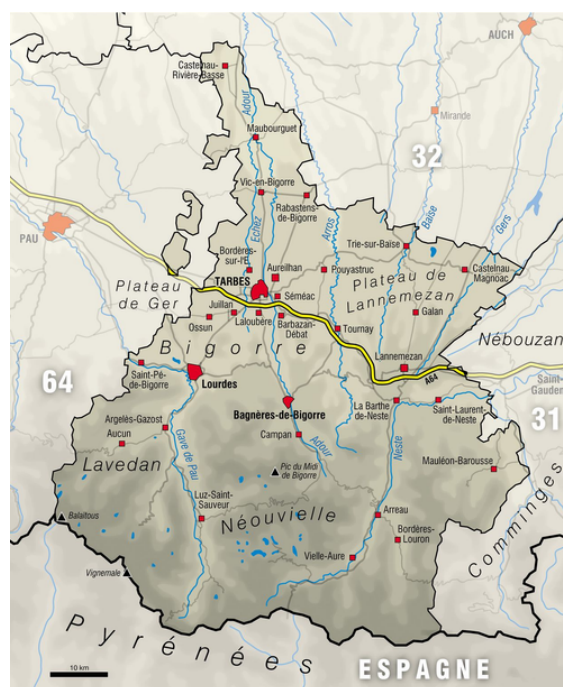 AUCH
Castelnau-
Rivière-Basse
Adour
Mirande
Maubourguet
32
Vic-en-Bigorre
Rabastens-
de-Bigorre
Echez
Arros
Baïse
Gers
PAU
Bordères-
sur-l'E.
Trie-sur-Baïse
Aureilhan
Pouyastruc
Castelnau
Magnoac
TARBES
Plateau
de Ger
Séméac
Plateau de
Lannemezan
Juillan
Ossun
Laloubère
Barbazan-
Débat
Galan
Tournay
Nébouzan
Bigorre
Lannemezan
64
Saint-Pé-
de-Bigorre
Lourdes
A64
Saint-
Gaudens
Bagnères-de-Bigorre
La Barthe
de-Neste
Saint-Laurent-
de-Neste
31
Argelès-Gazost
Aucun
Gave de Pau
Campan
Adour
Neste
Lavedan
Pic du Midi
de Bigorre
Mauléon-Barousse
Balaïtous
Luz-Saint-
Sauveur
Néouvielle
Arreau
Bordères-
Louron
Comminges
Vielle-Aure
Vignemale
Pyrénées
ESPAGNE
10 km